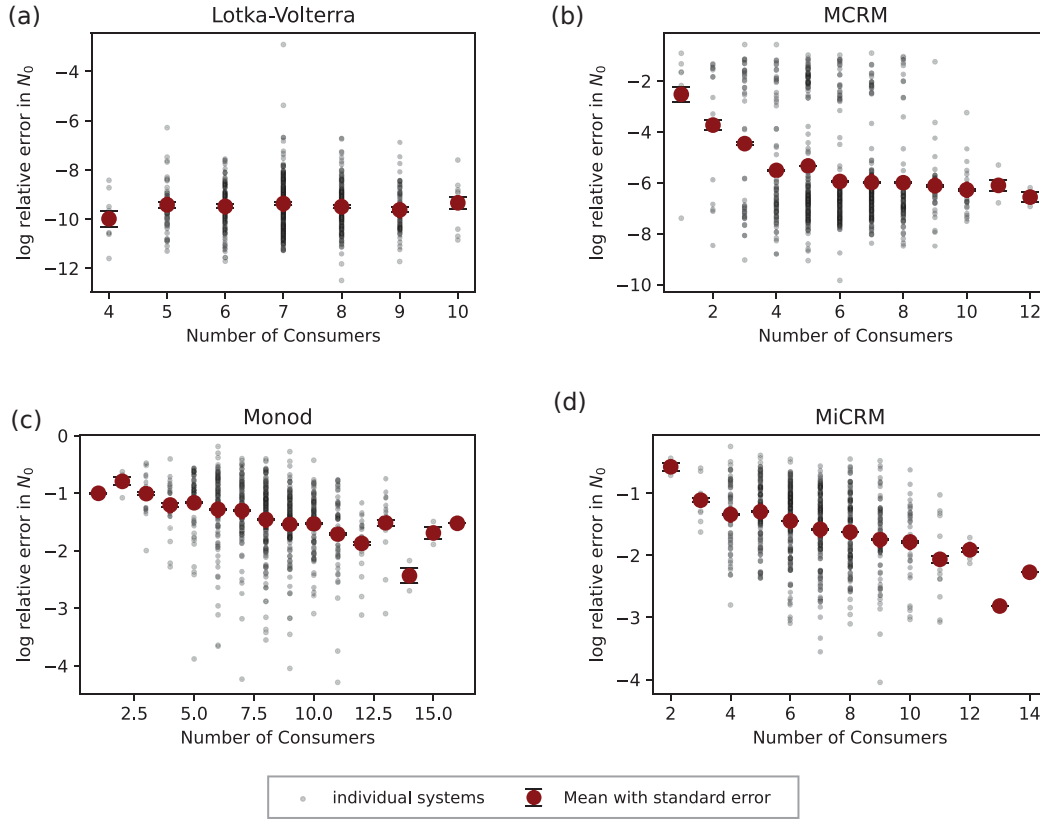 (a)
Lotka-Volterra
log relative error in N₀
−4
−6
−8
−10
−12
4 5 6 7 8 9 10
Number of Consumers
(b)
MCRM
log relative error in N₀
−2
−4
−6
−8
−10
2 4 6 8 10 12
Number of Consumers
(c)
Monod
log relative error in N₀
0
−1
−2
−3
−4
2.5 5.0 7.5 10.0 12.5 15.0
Number of Consumers
(d)
MiCRM
log relative error in N₀
−1
−2
−3
−4
2 4 6 8 10 12 14
Number of Consumers
individual systems Mean with standard error